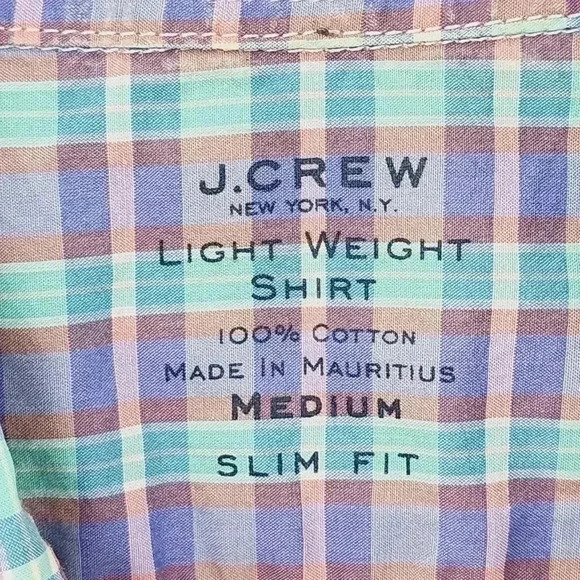 J.CREW
NEW YORK, N.Y.
LIGHT WEIGHT
SHIRT
100% COTTON
MADE IN MAURITIUS
MEDIUM
SLIM FIT